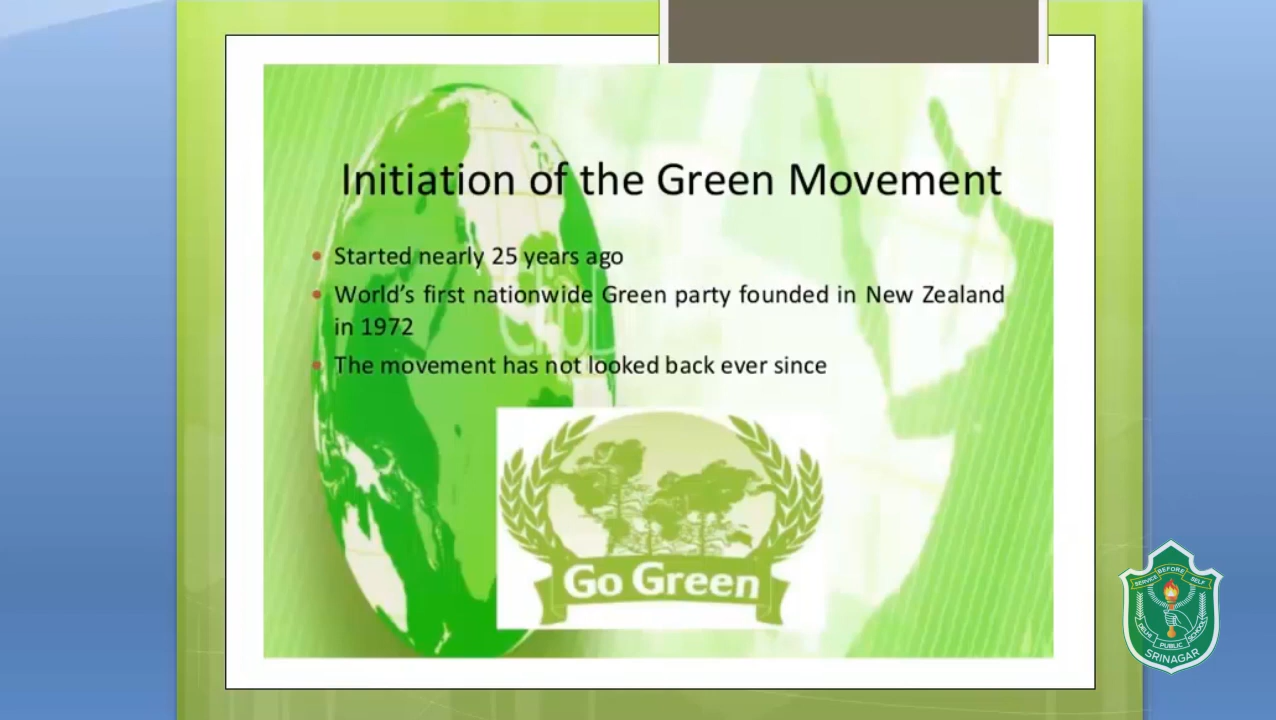 Initiation of the Green Movement
• Started nearly 25 years ago
• World's first nationwide Green party founded in New Zealand
in 1972
• The movement has not looked back ever since
Go Green
SERVICE BEFORE SELF
DELHI PUBLIC SCHOOL
SRINAGAR